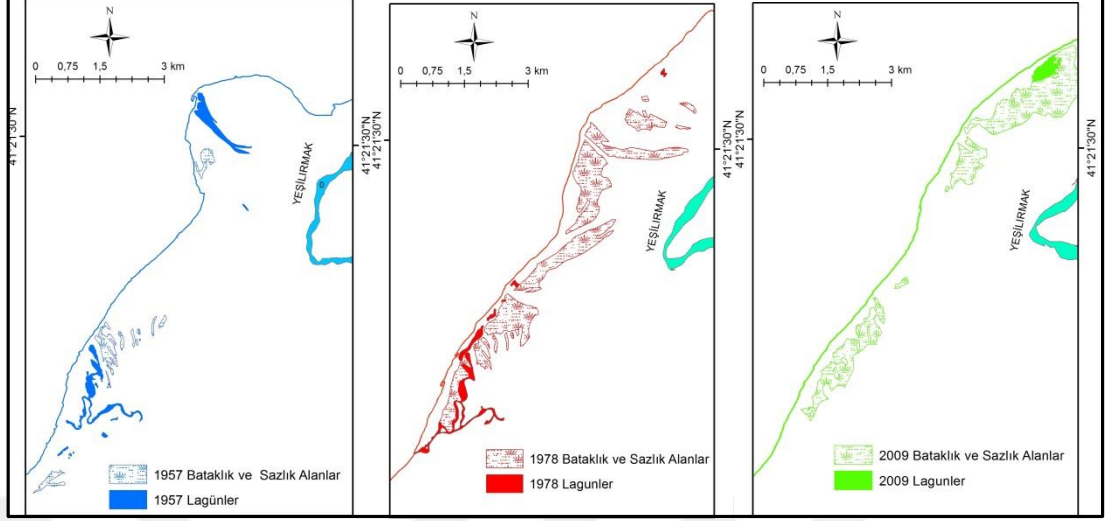 N
0 0,75 1,5 3 km
41°21'30"N
YEŞİLIRMAK
0
1957 Bataklık ve Sazlık Alanlar
1957 Lagünler
41°21'30"N
N
0 0,75 1,5 3 km
41°21'30"N
YEŞİLIRMAK
1978 Bataklık ve Sazlık Alanlar
1978 Lagunler
41°21'30"N
N
0 0,75 1,5 3 km
41°21'30"N
YEŞİLIRMAK
2009 Bataklık ve Sazlık Alanlar
2009 Lagunler
41°21'30"N